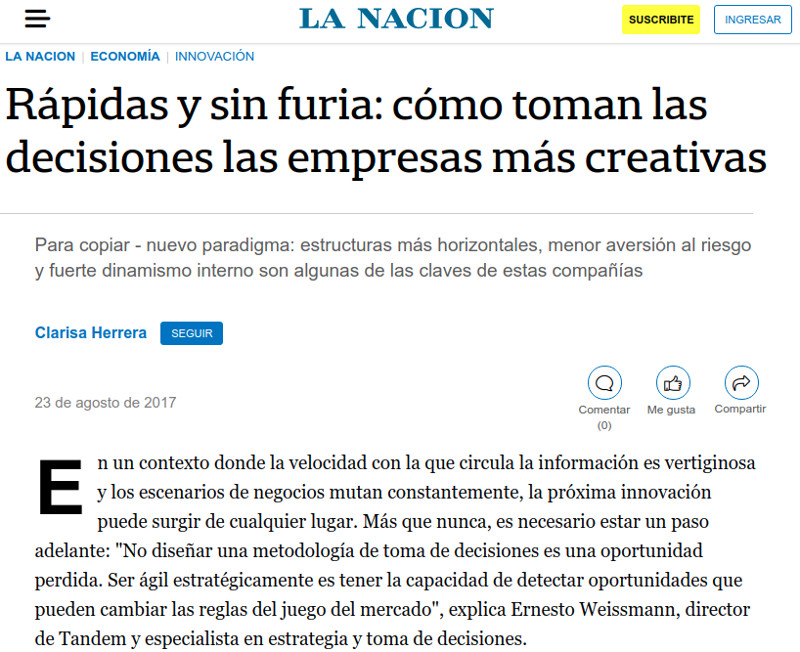 LA NACION
SUSCRIBITE
INGRESAR
LA NACION | ECONOMÍA | INNOVACIÓN
Rápidas y sin furia: cómo toman las
decisiones las empresas más creativas
Para copiar - nuevo paradigma: estructuras más horizontales, menor aversión al riesgo
y fuerte dinamismo interno son algunas de las claves de estas compañías
Clarisa Herrera SEGUIR
23 de agosto de 2017
Comentar
(0)
Me gusta
Compartir
En un contexto donde la velocidad con la que circula la información es vertiginosa
y los escenarios de negocios mutan constantemente, la próxima innovación
puede surgir de cualquier lugar. Más que nunca, es necesario estar un paso
adelante: "No diseñar una metodología de toma de decisiones es una oportunidad
perdida. Ser ágil estratégicamente es tener la capacidad de detectar oportunidades que
pueden cambiar las reglas del juego del mercado", explica Ernesto Weissmann, director
de Tandem y especialista en estrategia y toma de decisiones.